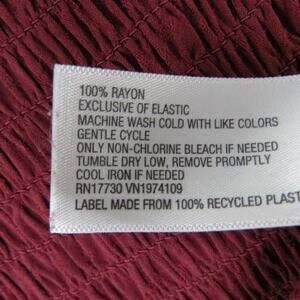 100% RAYON
EXCLUSIVE OF ELASTIC
MACHINE WASH COLD WITH LIKE COLORS
GENTLE CYCLE
ONLY NON-CHLORINE BLEACH IF NEEDED
TUMBLE DRY LOW, REMOVE PROMPTLY
COOL IRON IF NEEDED
RN17730 VN1974109
LABEL MADE FROM 100% RECYCLED PLAST